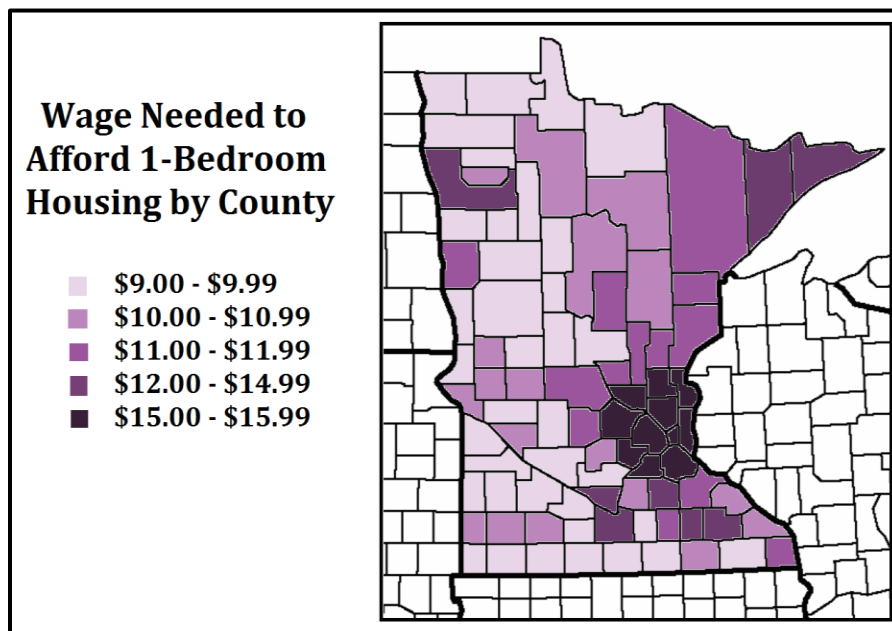 Wage Needed to
Afford 1-Bedroom
Housing by County
$9.00 - $9.99
$10.00 - $10.99
$11.00 - $11.99
$12.00 - $14.99
$15.00 - $15.99